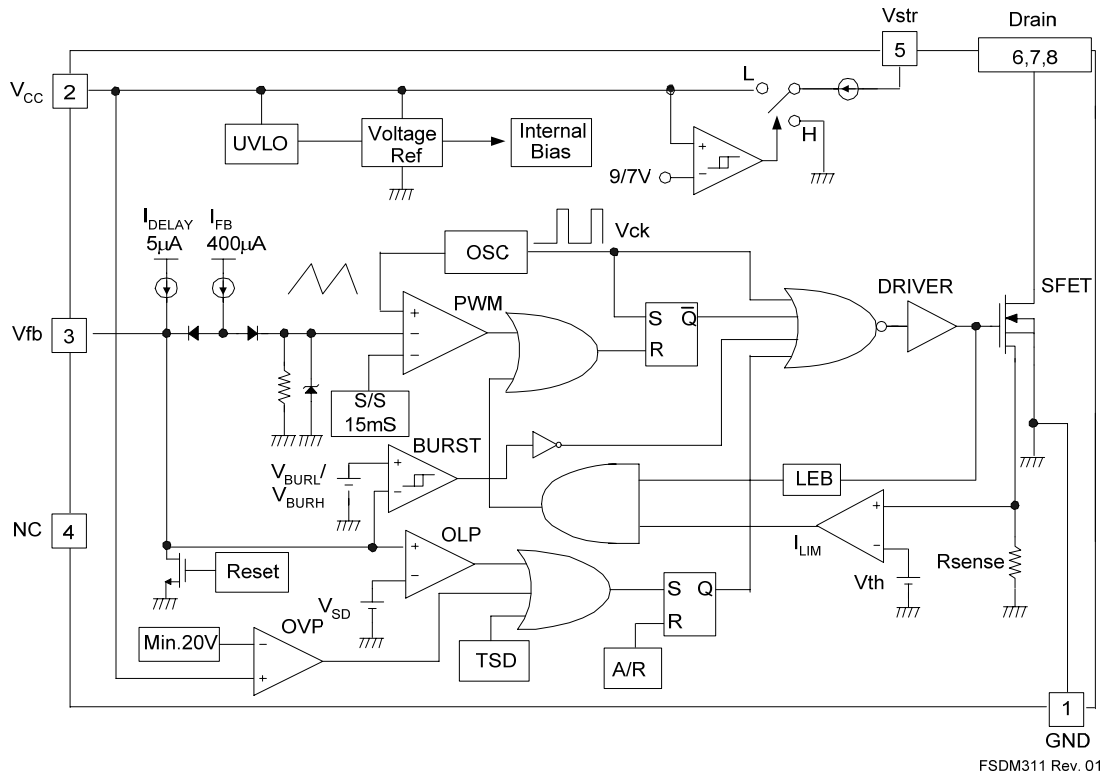 Vstr
Drain
5
6,7,8
VCC
2
L
H
UVLO
Voltage
Ref
Internal
Bias
+
−
9/7V
IDELAY
5μA
IFB
400μA
OSC
Vck
Vfb
3
PWM
+
−
−
S/S
15mS
S
Q̅
R
DRIVER
SFET
BURST
+
−
VBURL/
VBURH
LEB
NC
4
OLP
+
−
ILIM
+
−
Vth
Rsense
Reset
VSD
S
Q
R
Min.20V
OVP
−
+
TSD
A/R
1
GND
FSDM311 Rev. 01